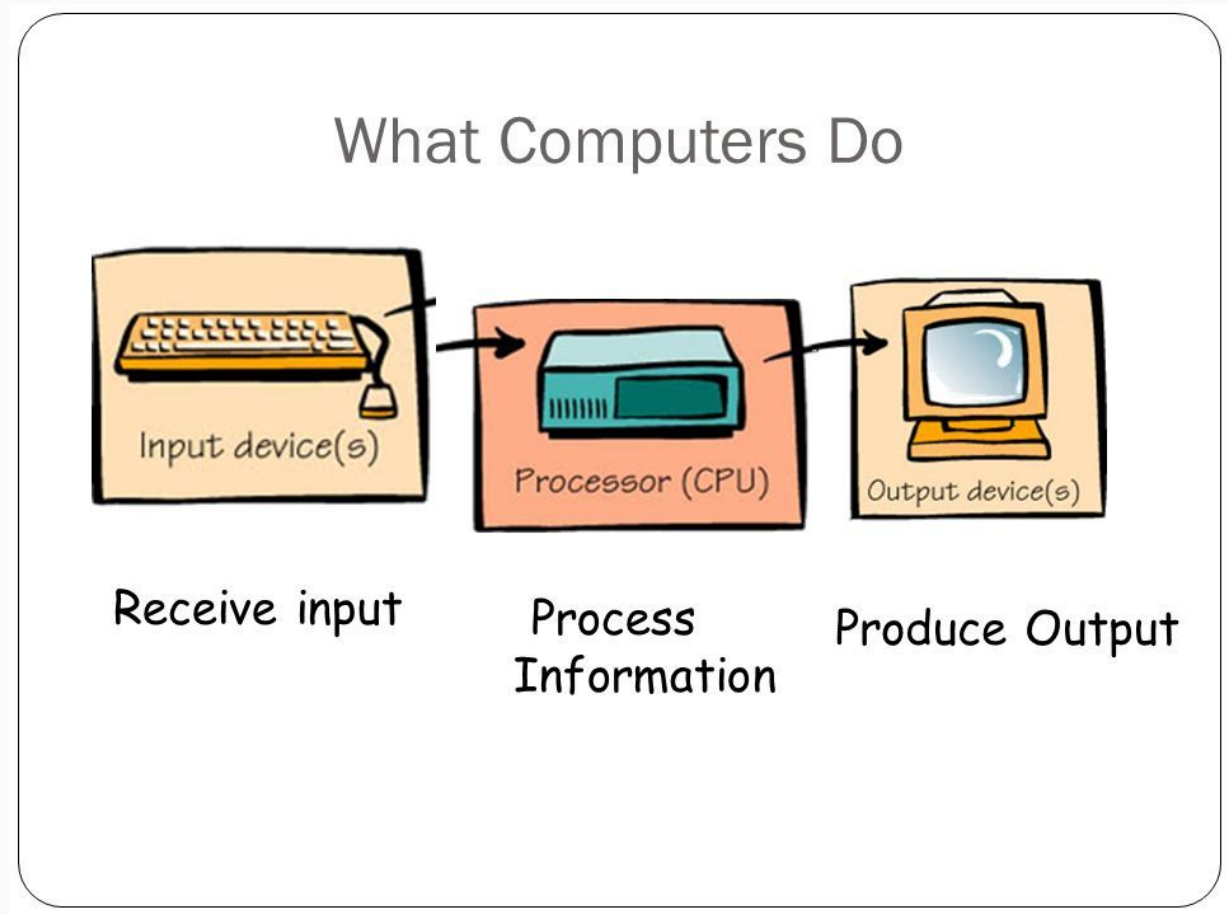 What Computers Do
Input device(s)
Processor (CPU)
Output device(s)
Receive input
Process
Information
Produce Output